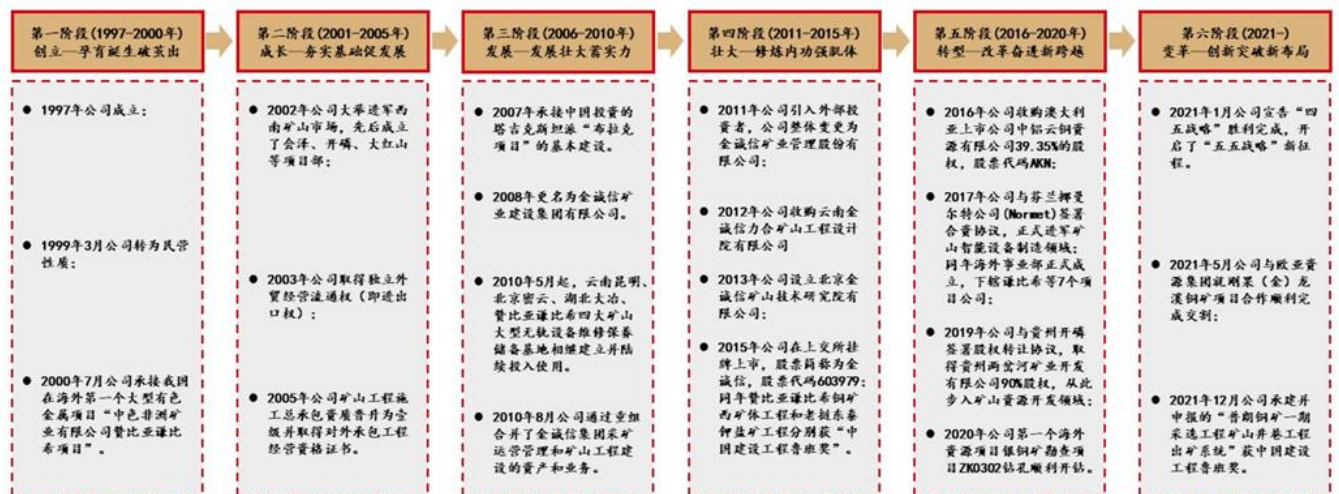 第一阶段(1997-2000年)
创立—孕育诞生破茧出
1997年公司成立；
1999年3月公司转为民营
性质；
2000年7月公司承接我国
在海外第一个大型有色
金属项目“中色非洲矿
业有限公司赞比亚谦比
希项目”。
第二阶段(2001-2005年)
成长—夯实基础促发展
2002年公司大举进军西
南矿山市场，先后成立
了会泽、开磷、大红山
等项目部；
2003年公司取得独立外
贸经营流通权（即进出
口权）；
2005年公司矿山工程施
工总承包资质晋升为壹
级并取得对外承包工程
经营资格证书。
第三阶段(2006-2010年)
发展—发展壮大蓄实力
2007年承接中国投资的
塔吉克斯坦派“布拉克
项目”的基本建设。
2008年更名为金诚信矿
业建设集团有限公司。
2010年5月起，云南昆明、
北京密云、湖北大冶、
赞比亚谦比希四大矿山
大型无轨设备维修保养
储备基地相继建立并陆
续投入使用。
2010年8月公司通过重组
合并了金诚信集团采矿
运营管理和矿山工程建
设的资产和业务。
第四阶段(2011-2015年)
壮大—修炼内功强肌体
2011年公司引入外部投
资者，公司整体变更为
金诚信矿业管理股份有
限公司；
2012年公司收购云南金
诚信力合矿山工程设计
院有限公司
2013年公司设立北京金
诚信矿山技术研究院有
限公司；
2015年公司在上交所挂
牌上市，股票简称为金
诚信，股票代码603979；
同年赞比亚谦比希铜矿
西矿体工程和老挝东泰
钾盐矿工程分别获“中
国建设工程鲁班奖”。
第五阶段(2016-2020年)
转型—改革奋进新跨越
2016年公司收购澳大利
亚上市公司中铝云铜资
源有限公司39.35%的股
权，股票代码AKN；
2017年公司与芬兰挪曼
尔特公司(Normet)签署
合资协议，正式进军矿
山智能设备制造领域；
同年海外事业部正式成
立，下辖谦比希等7个项
目公司；
2019年公司与贵州开磷
签署股权转让协议，取
得贵州两岔河矿业开发
有限公司90%股权，从此
步入矿山资源开发领域；
2020年公司第一个海外
资源项目银铜矿勘查项
目ZK0302钻孔顺利开钻。
第六阶段(2021-)
变革—创新突破新布局
2021年1月公司宣告“四
五战略”胜利完成，开
启了“五五战略”新征
程。
2021年5月公司与欧亚资
源集团就刚果（金）龙
溪铜矿项目合作顺利完
成交割；
2021年12月公司承建并
申报的“普朗铜矿一期
采选工程矿山井巷工程
出矿系统”获中国建设
工程鲁班奖。